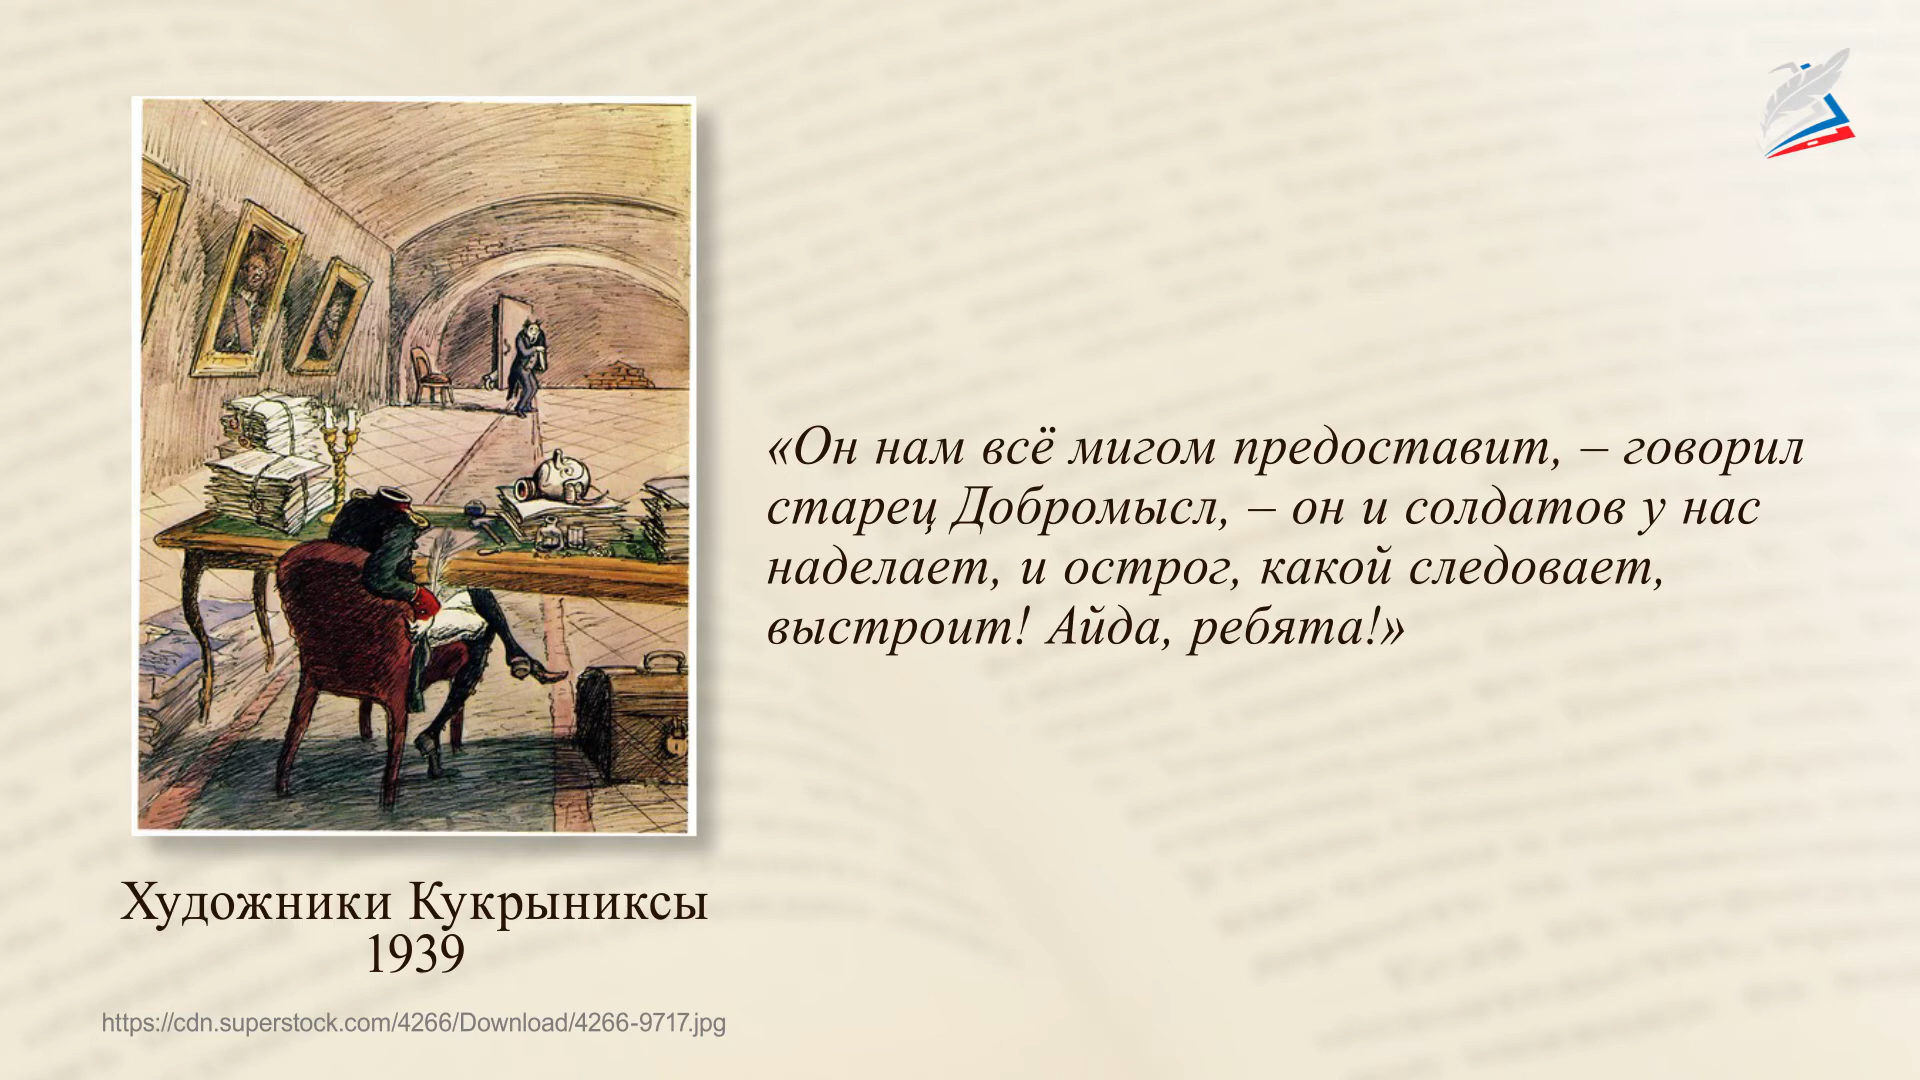 «Он нам всё мигом предоставит, – говорил
старец Добромысл, – он и солдатов у нас
наделает, и острог, какой следовает,
выстроит! Айда, ребята!»
Художники Кукрыниксы
1939
https://cdn.superstock.com/4266/Download/4266-9717.jpg